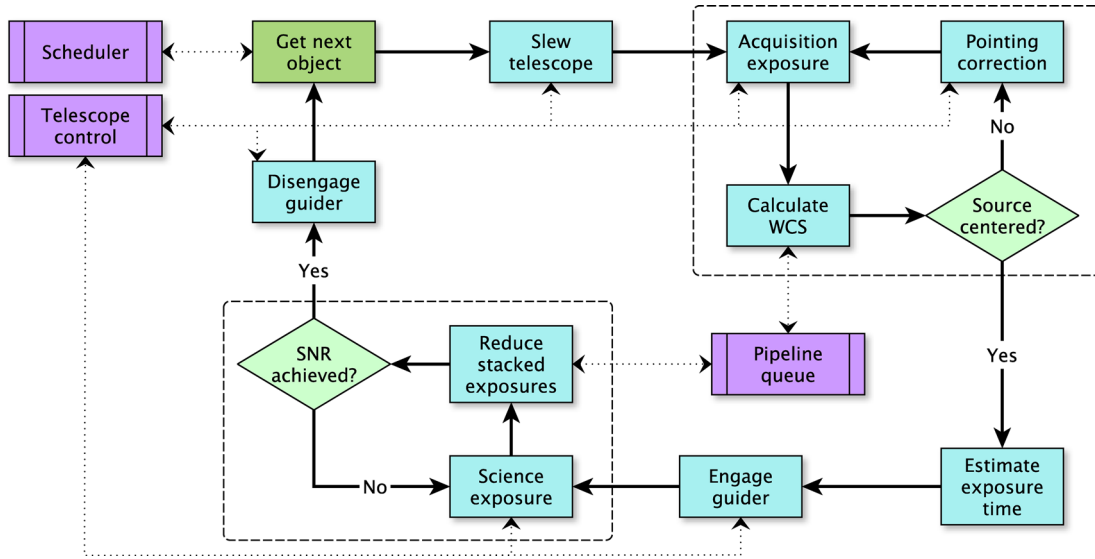 Scheduler
Get next
object
Slew
telescope
Acquisition
exposure
Pointing
correction
Telescope
control
No
Disengage
guider
Calculate
WCS
Source
centered?
Yes
SNR
achieved?
Reduce
stacked
exposures
Pipeline
queue
Yes
No
Science
exposure
Engage
guider
Estimate
exposure
time